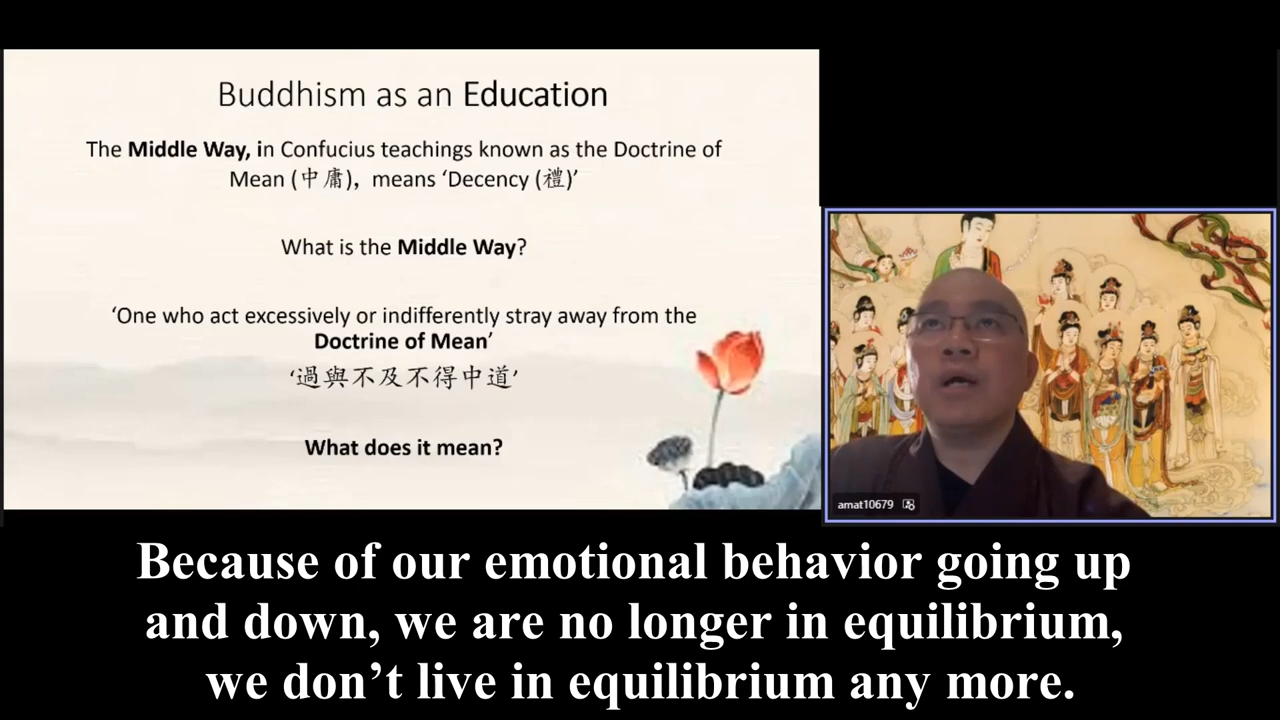 Buddhism as an Education
The Middle Way, in Confucius teachings known as the Doctrine of
Mean (中庸), means ‘Decency (禮)’
What is the Middle Way?
‘One who act excessively or indifferently stray away from the
Doctrine of Mean’
‘過與不及不得中道’
What does it mean?
amat10679
Because of our emotional behavior going up
and down, we are no longer in equilibrium,
we don’t live in equilibrium any more.